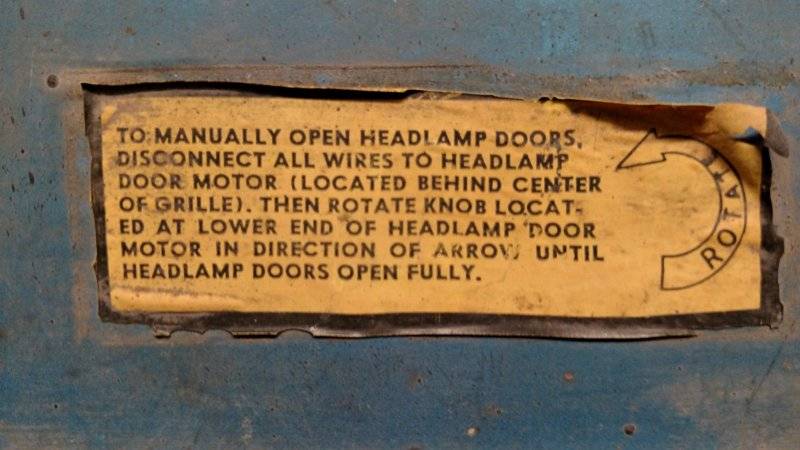 TO MANUALLY OPEN HEADLAMP DOORS,
DISCONNECT ALL WIRES TO HEADLAMP
DOOR MOTOR (LOCATED BEHIND CENTER
OF GRILLE). THEN ROTATE KNOB LOCAT-
ED AT LOWER END OF HEADLAMP DOOR
MOTOR IN DIRECTION OF ARROW UNTIL
HEADLAMP DOORS OPEN FULLY.
ROTATE